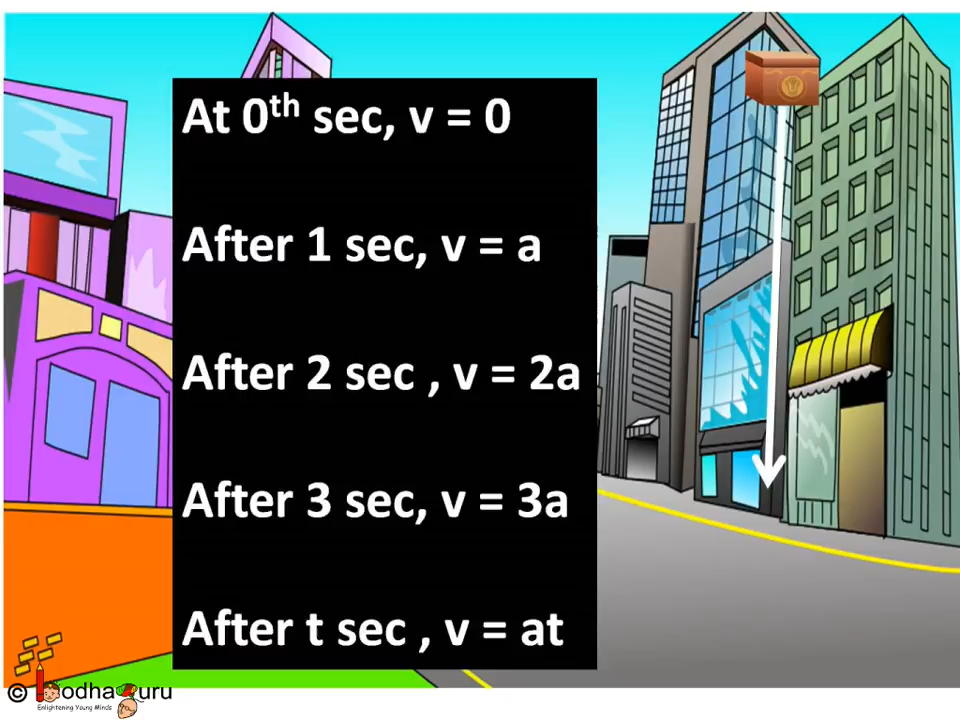 At 0th sec, v = 0
After 1 sec, v = a
After 2 sec , v = 2a
After 3 sec, v = 3a
After t sec , v = at
© BodhaGuru
Enlightening Young Minds